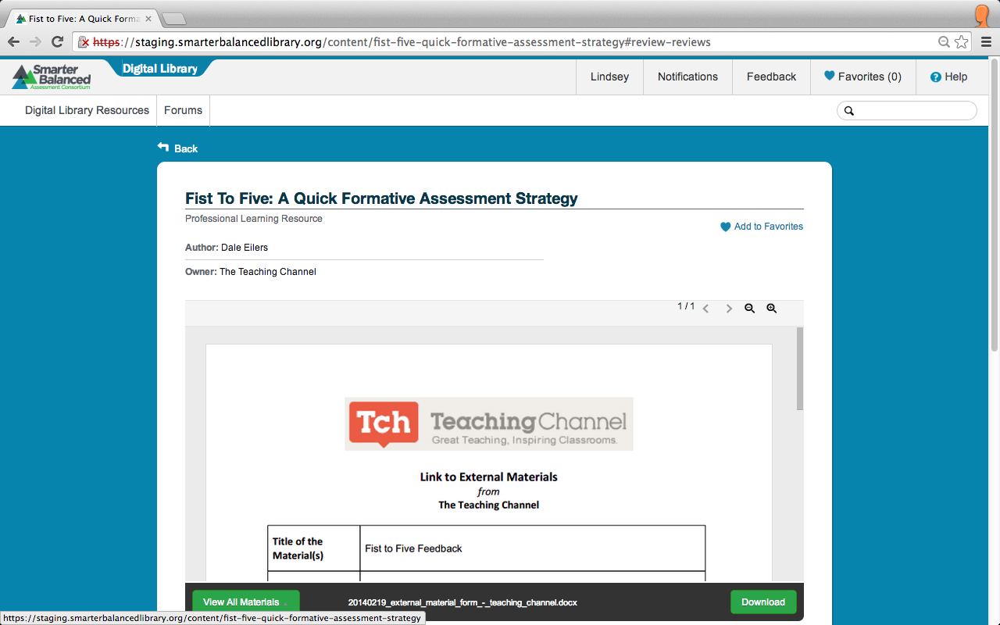 Fist to Five: A Quick Forma
https://staging.smarterbalancedlibrary.org/content/fist-five-quick-formative-assessment-strategy#review-reviews
Smarter Balanced Assessment Consortium
Digital Library
Lindsey
Notifications
Feedback
Favorites (0)
Help
Digital Library Resources
Forums
Back
Fist To Five: A Quick Formative Assessment Strategy
Professional Learning Resource
Add to Favorites
Author: Dale Eilers
Owner: The Teaching Channel
1 / 1
Tch TeachingChannel
Great Teaching, Inspiring Classrooms.
Link to External Materials
from
The Teaching Channel
Title of the Material(s)
Fist to Five Feedback
View All Materials
20140219_external_material_form_-_teaching_channel.docx
Download
https://staging.smarterbalancedlibrary.org/content/fist-five-quick-formative-assessment-strategy